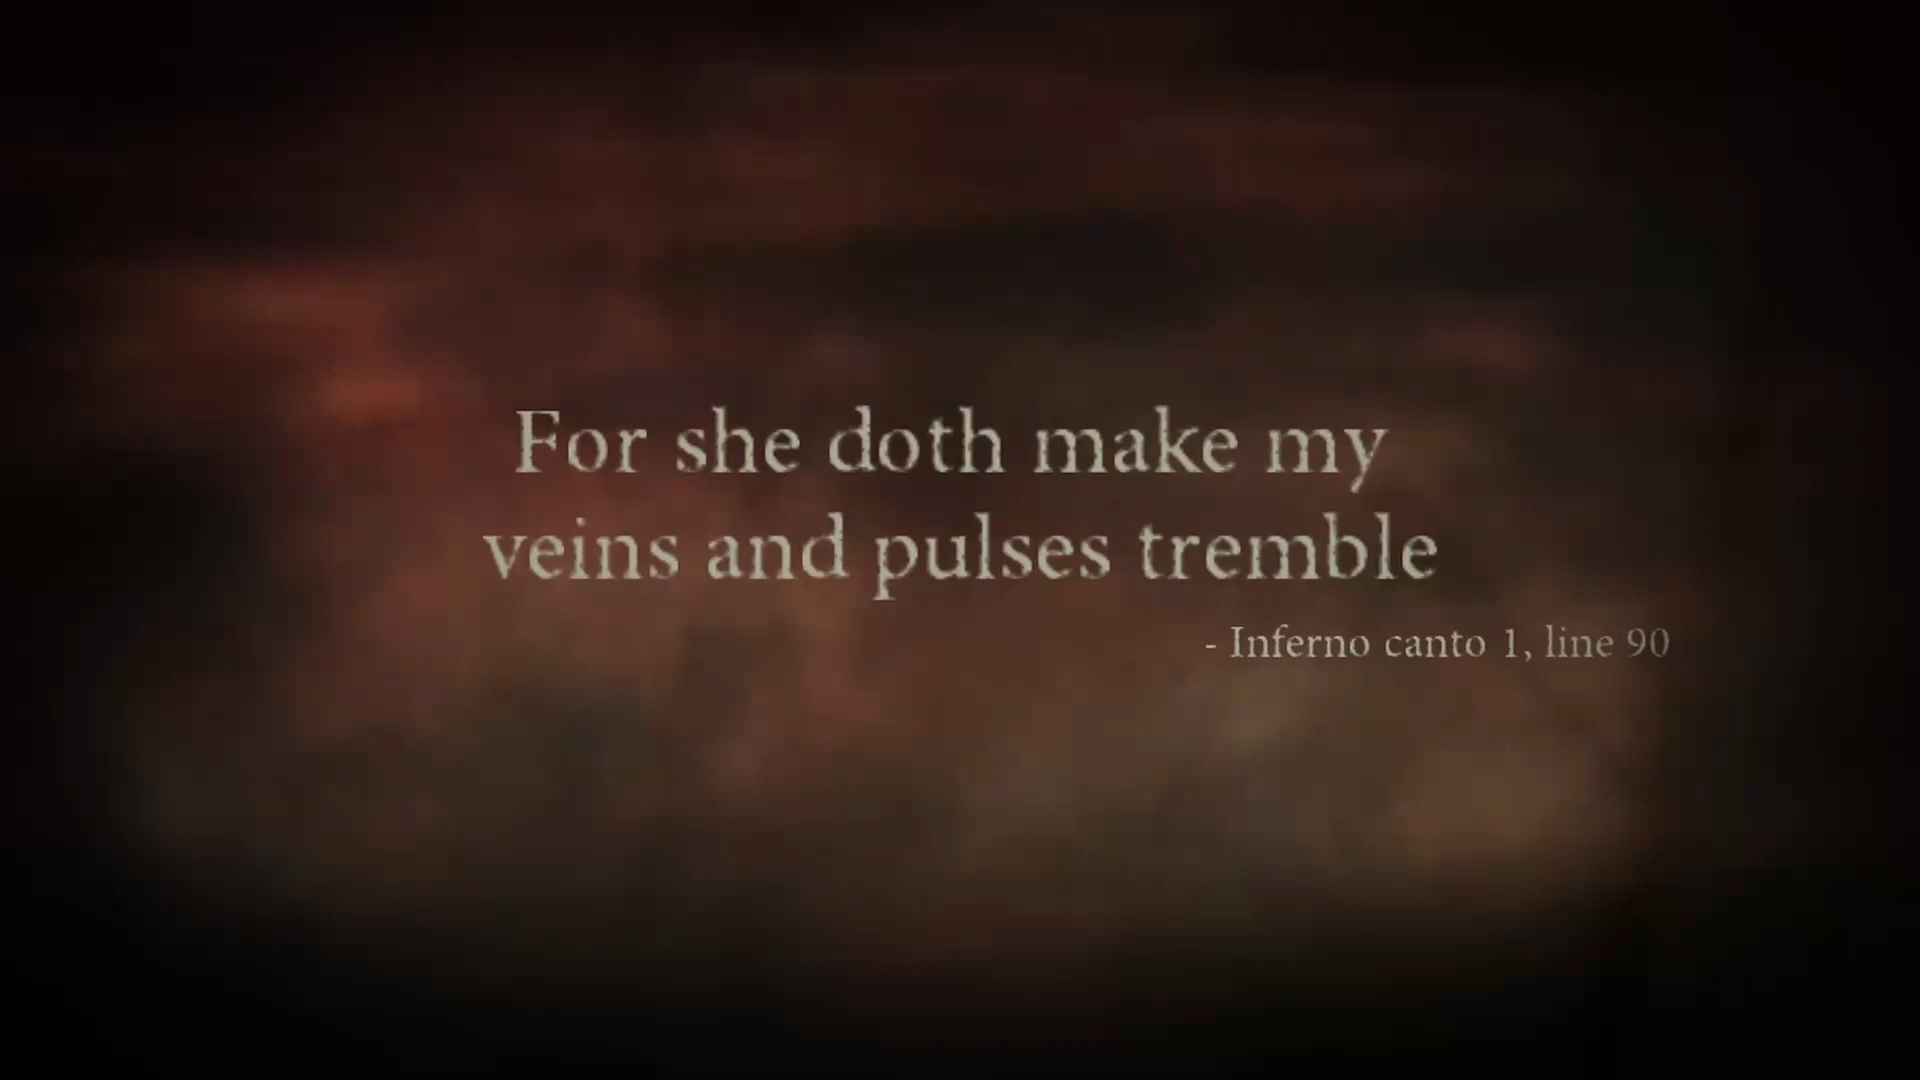 For she doth make my
veins and pulses tremble
- Inferno canto 1, line 90